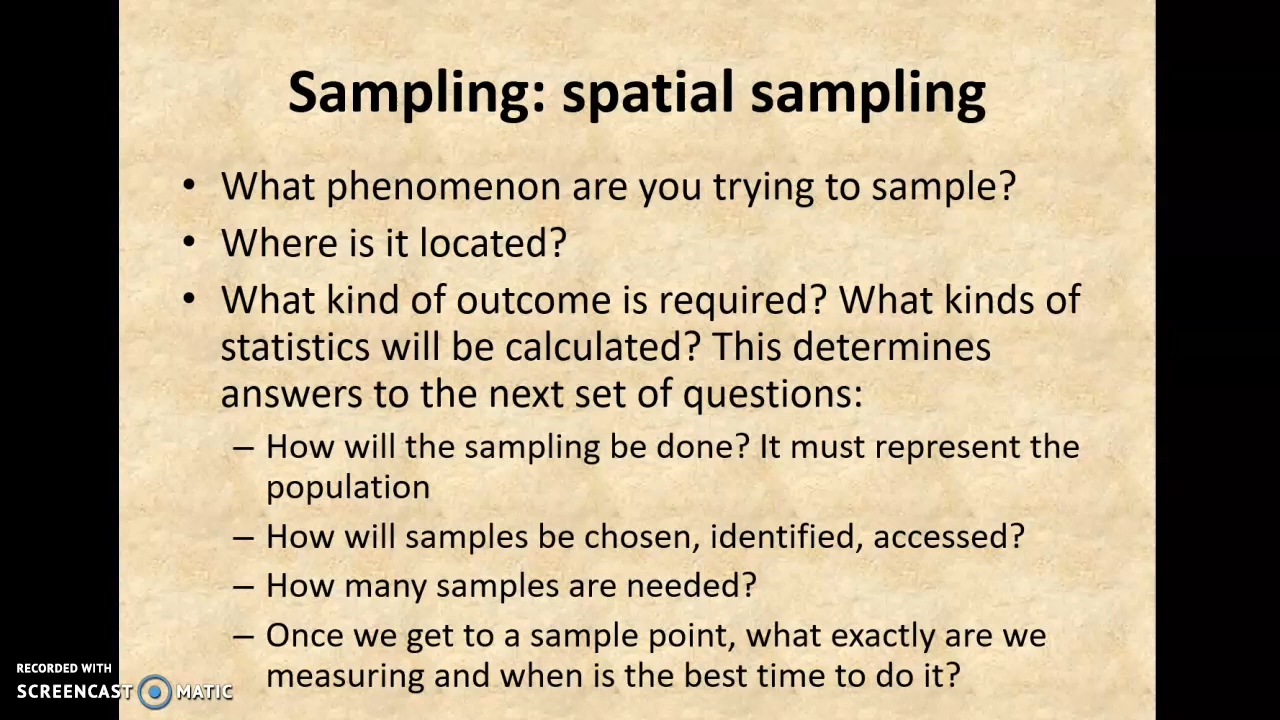 Sampling: spatial sampling
• What phenomenon are you trying to sample?
• Where is it located?
• What kind of outcome is required? What kinds of
statistics will be calculated? This determines
answers to the next set of questions:
– How will the sampling be done? It must represent the
population
– How will samples be chosen, identified, accessed?
– How many samples are needed?
– Once we get to a sample point, what exactly are we
measuring and when is the best time to do it?
RECORDED WITH
SCREENCAST MATIC